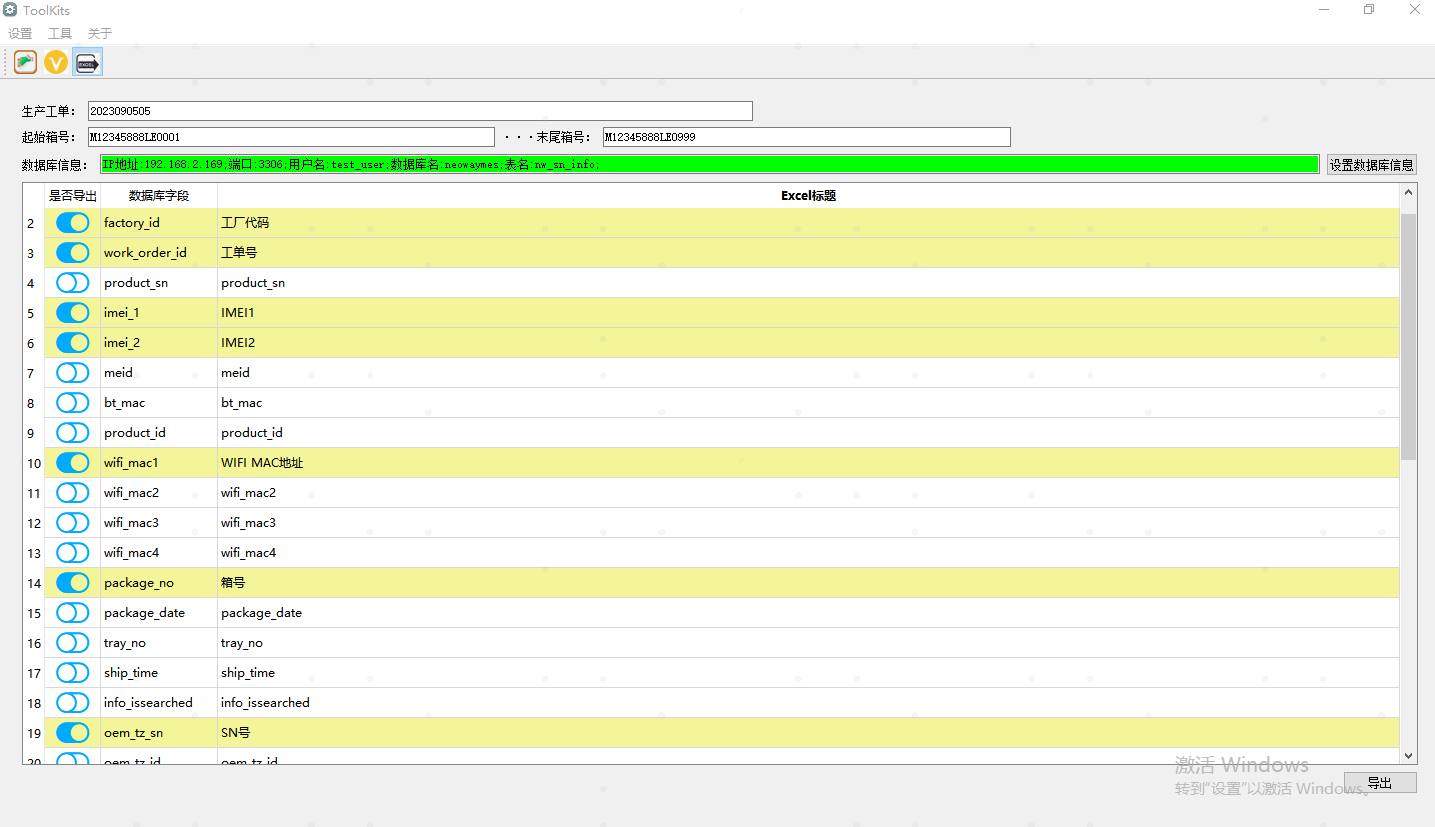 ToolKits
设置 工具 关于
V EXCEL
生产工单： 2023090505
起始箱号： M12345888LE0001 ···末尾箱号： M12345888LE0999
数据库信息： IP地址:192.168.2.169;端口:3306;用户名:test_user;数据库名:neowaymes;表名:nw_sn_info; 设置数据库信息
是否导出 数据库字段 Excel标题
2 factory_id 工厂代码
3 work_order_id 工单号
4 product_sn product_sn
5 imei_1 IMEI1
6 imei_2 IMEI2
7 meid meid
8 bt_mac bt_mac
9 product_id product_id
10 wifi_mac1 WIFI MAC地址
11 wifi_mac2 wifi_mac2
12 wifi_mac3 wifi_mac3
13 wifi_mac4 wifi_mac4
14 package_no 箱号
15 package_date package_date
16 tray_no tray_no
17 ship_time ship_time
18 info_issearched info_issearched
19 oem_tz_sn SN号
20 oem_tz_id oem_tz_id
激活 Windows
转到"设置"以激活 Windows。
导出